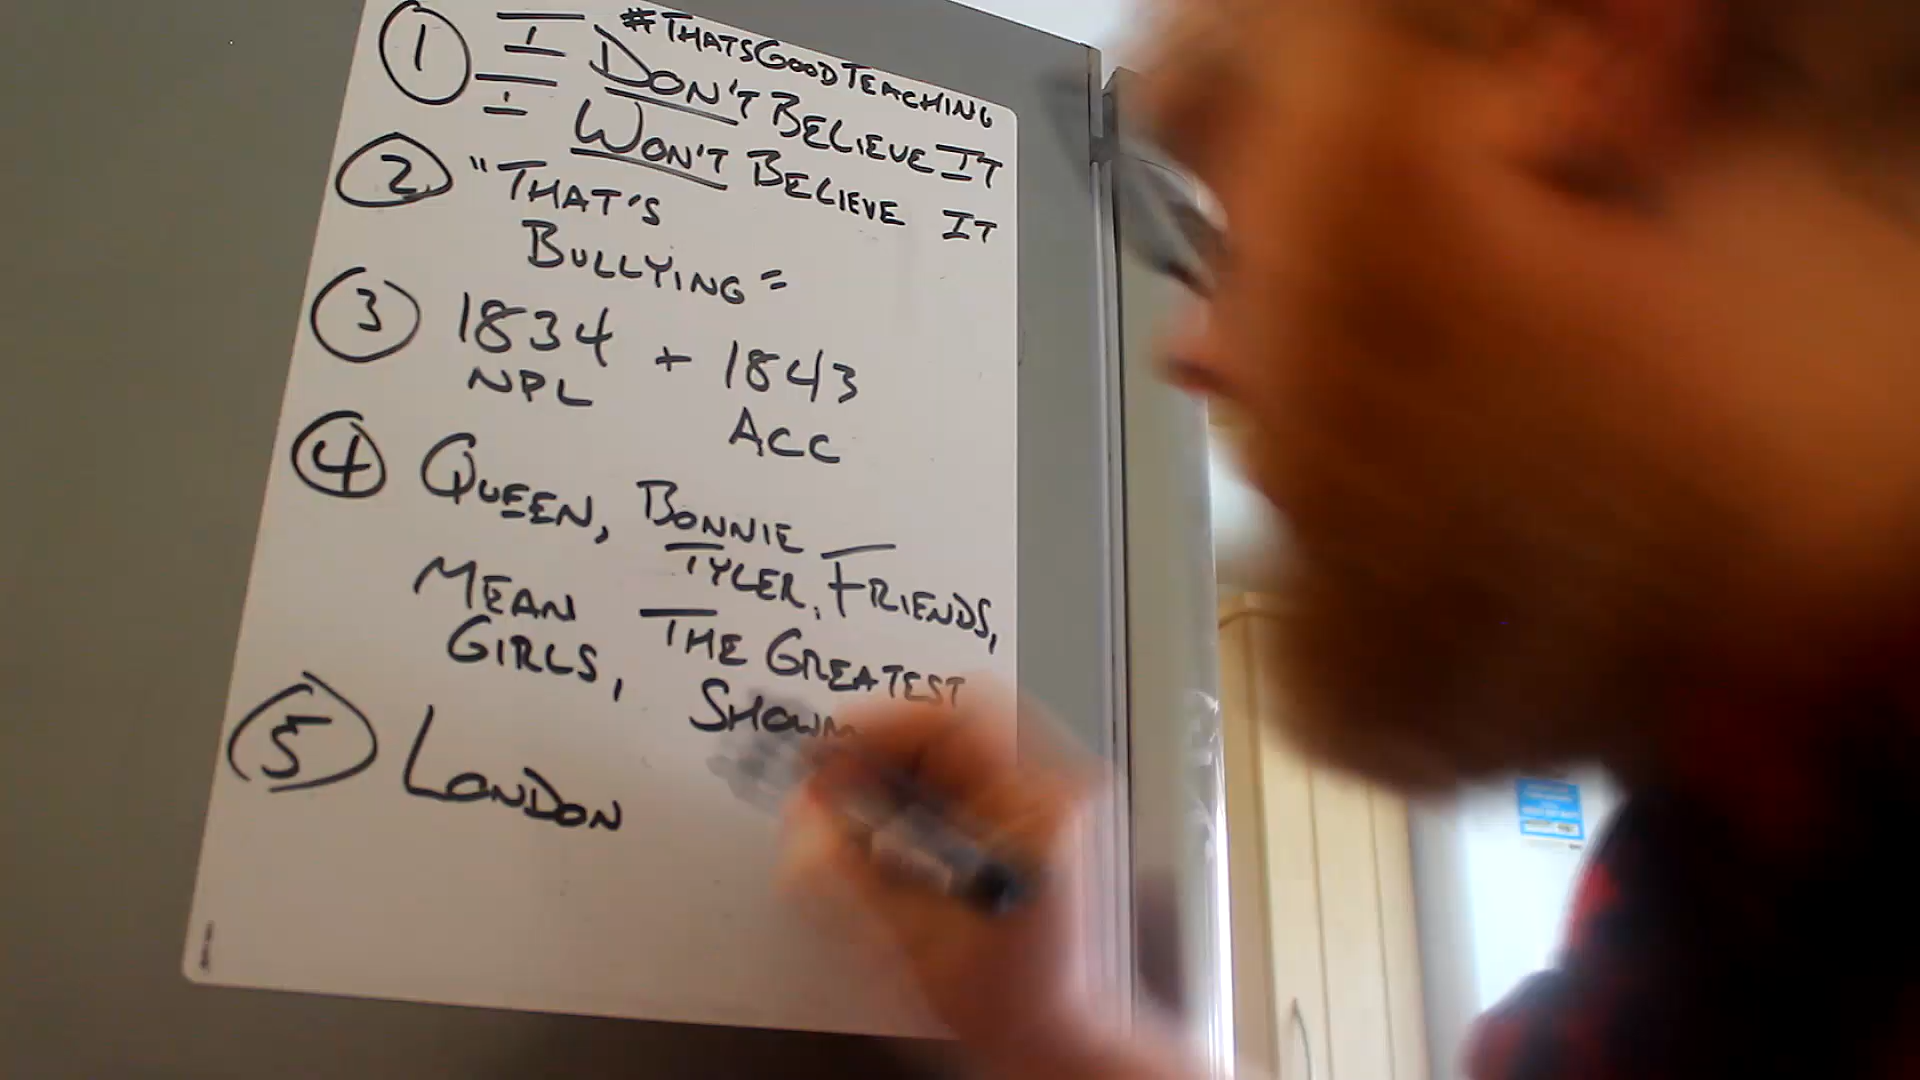 #THATSGOODTEACHING
1 I DON'T BELIEVE IT
I WON'T BELIEVE IT
2 "THAT'S
BULLYING"
3 1834 + 1843
NPL ACC
4 QUEEN, BONNIE
TYLER, FRIENDS,
MEAN
GIRLS, THE GREATEST
5 LONDON